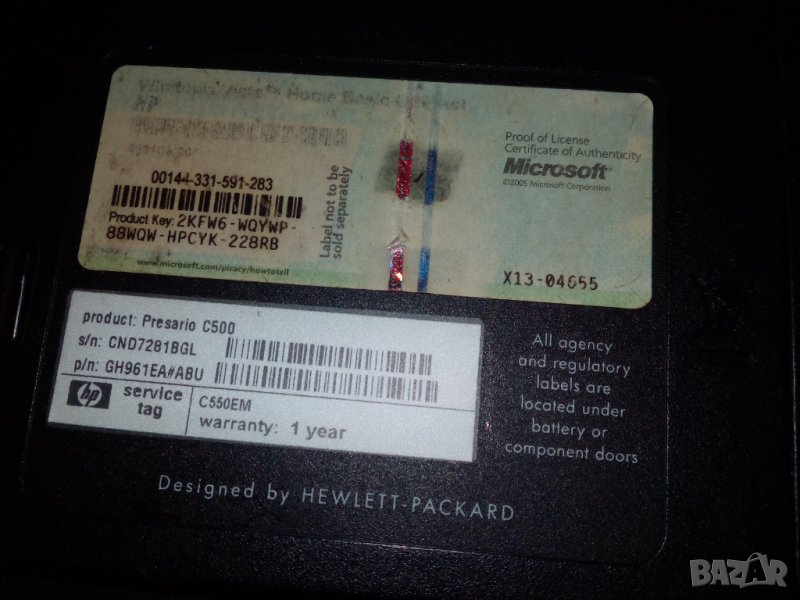 Home Basic
00144-331-591-283
Product Key: 2KFW6-WQYWP-
88WQW-HPCYK-228RB
www.microsoft.com/piracy/howtotell
Label not to be
sold separately
Proof of License
Certificate of Authenticity
Microsoft®
©2005 Microsoft Corporation
X13-04655
product: Presario C500
s/n: CND7281BGL
p/n: GH961EA#ABU
hp
service
tag
C550EM
warranty: 1 year
All agency
and regulatory
labels are
located under
battery or
component doors
Designed by HEWLETT-PACKARD
BAZAR